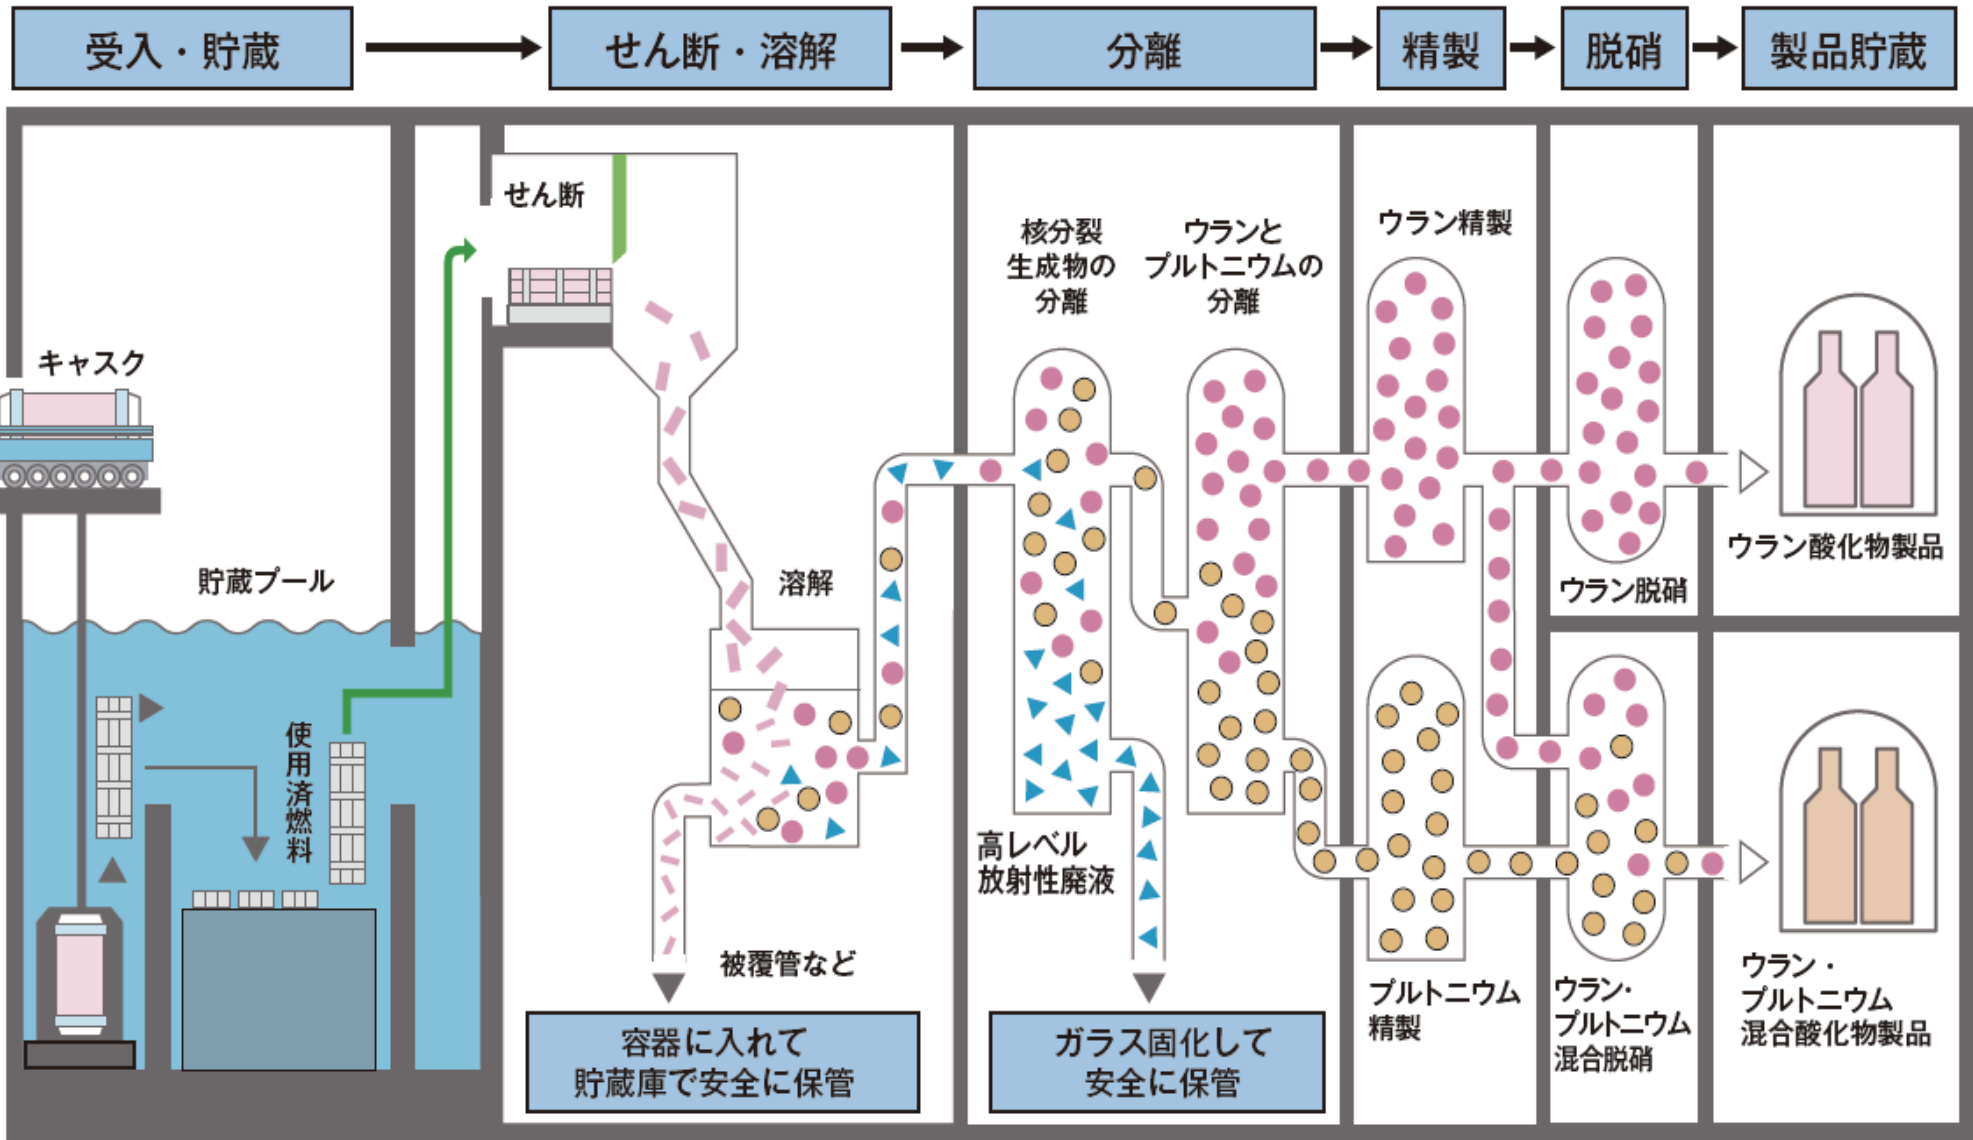 受入・貯蔵
せん断・溶解
分離
精製
脱硝
製品貯蔵
せん断
キャスク
貯蔵プール
使用済燃料
溶解
被覆管など
容器に入れて
貯蔵庫で安全に保管
核分裂
生成物の
分離
ウランと
プルトニウムの
分離
高レベル
放射性廃液
ガラス固化して
安全に保管
ウラン精製
プルトニウム
精製
ウラン脱硝
ウラン・
プルトニウム
混合脱硝
ウラン酸化物製品
ウラン・
プルトニウム
混合酸化物製品